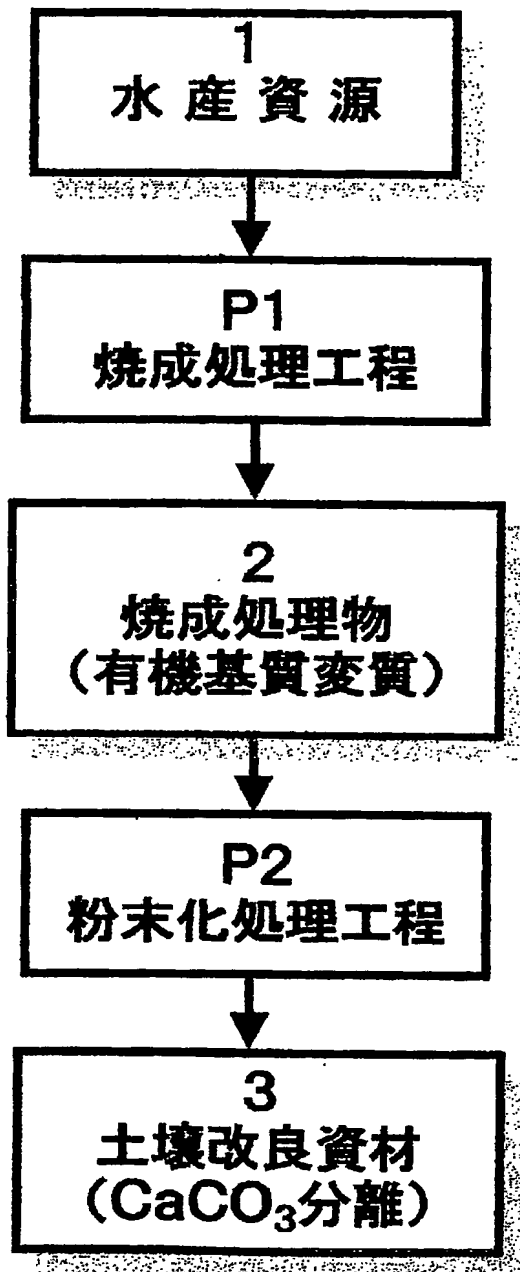 1
水産資源
P1
焼成処理工程
2
焼成処理物
（有機基質変質）
P2
粉末化処理工程
3
土壌改良資材
（CaCO₃分離）